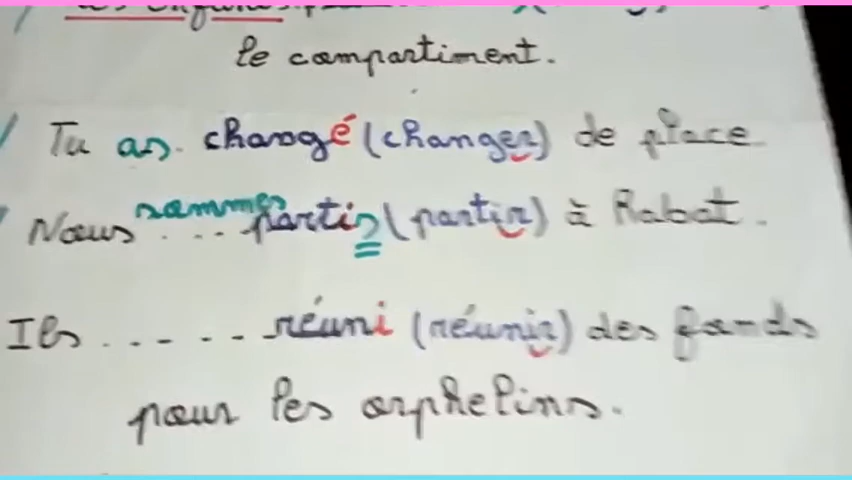 le compartiment.
Tu as changé (changer) de place
Nous sommes partis (partir) à Rabat.
Ils ..... réuni (réunir) des fonds
pour les orphelins.